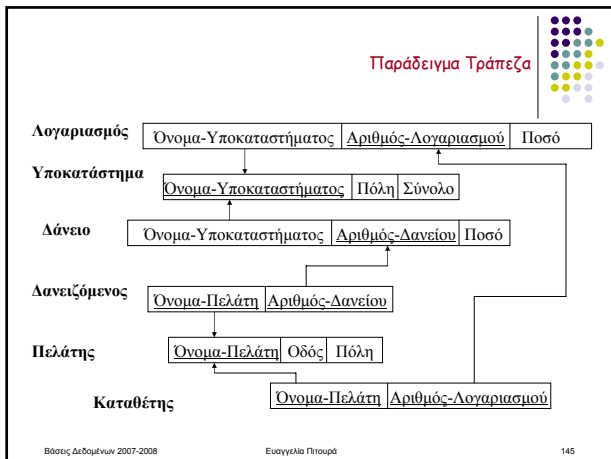 Παράδειγμα Τράπεζα
Λογαριασμός Όνομα-Υποκαταστήματος Αριθμός-Λογαριασμού Ποσό
Υποκατάστημα
Όνομα-Υποκαταστήματος Πόλη Σύνολο
Δάνειο Όνομα-Υποκαταστήματος Αριθμός-Δανείου Ποσό
Δανειζόμενος Όνομα-Πελάτη Αριθμός-Δανείου
Πελάτης Όνομα-Πελάτη Οδός Πόλη
Καταθέτης Όνομα-Πελάτη Αριθμός-Λογαριασμού
Βάσεις Δεδομένων 2007-2008 Ευαγγελία Πιτουρά 145